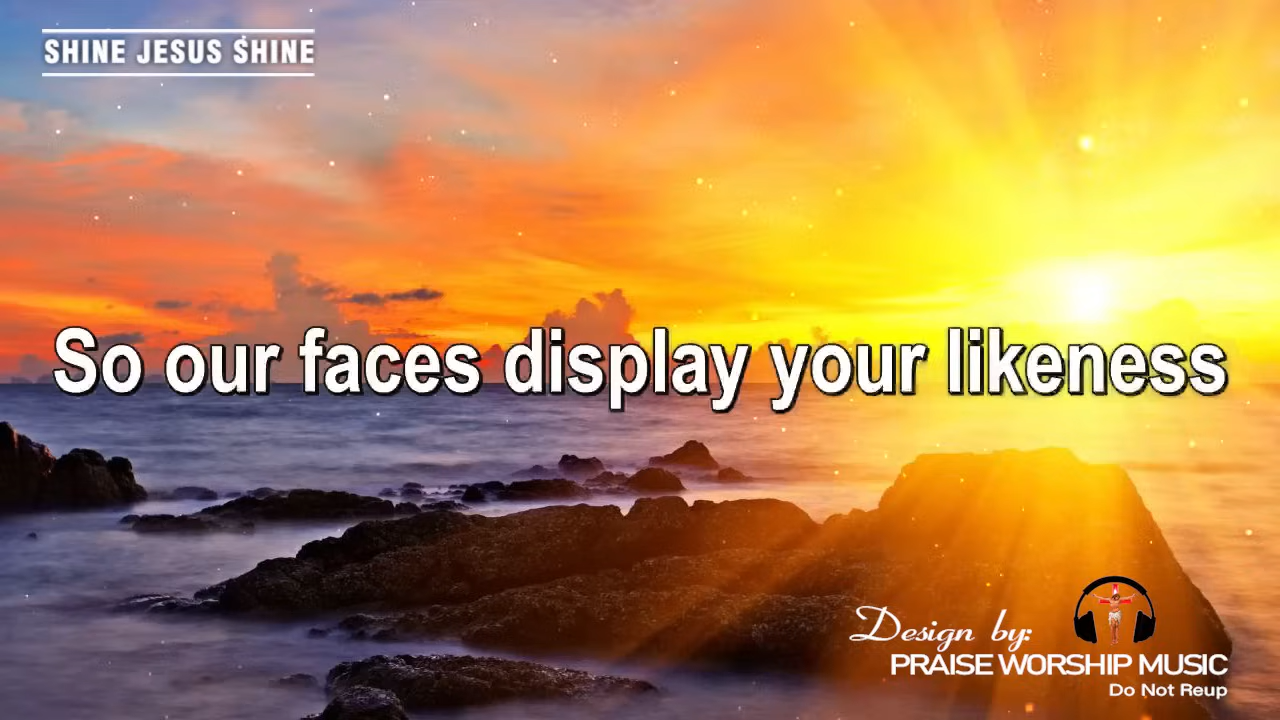 SHINE JESUS SHINE
So our faces display your likeness
Design by:
PRAISE WORSHIP MUSIC
Do Not Reup